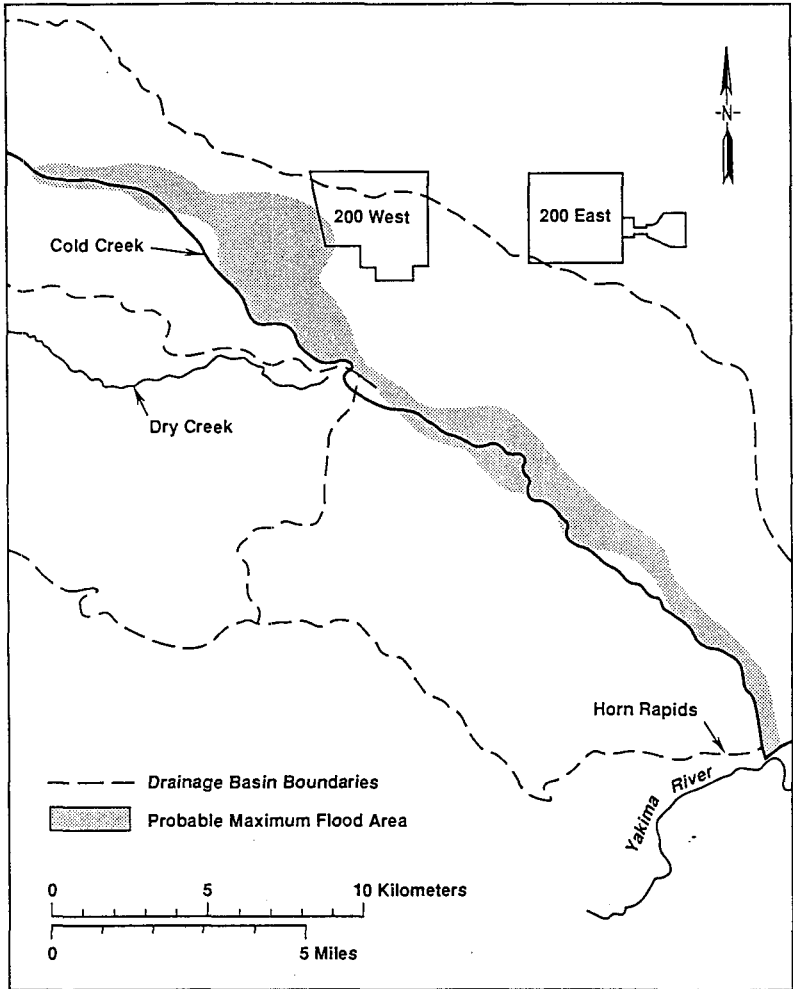 N
200 West
200 East
Cold Creek
Dry Creek
Horn Rapids
Yakima River
Drainage Basin Boundaries
Probable Maximum Flood Area
0 5 10 Kilometers
0 5 Miles